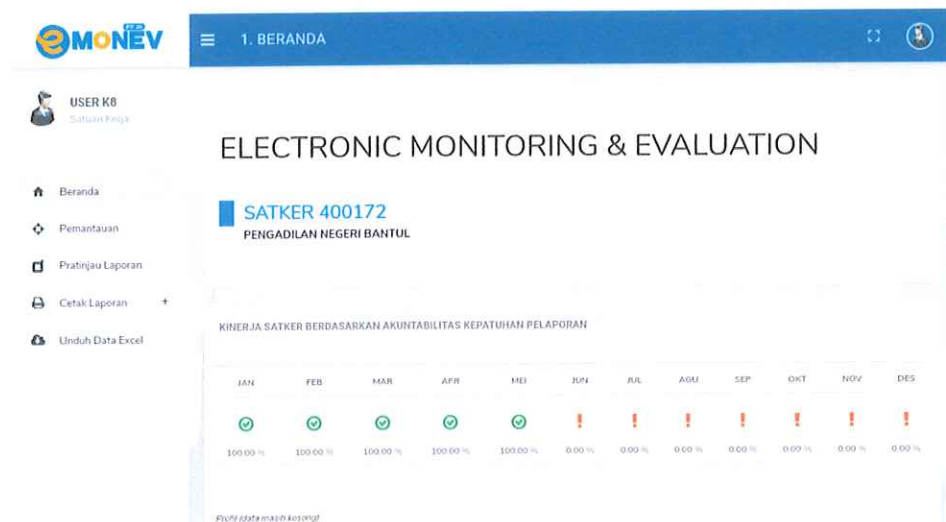 eMONEV
1. BERANDA
USER K8
Satuan Kerja
Beranda
Pemantauan
Pratinjau Laporan
Cetak Laporan +
Unduh Data Excel
ELECTRONIC MONITORING & EVALUATION
SATKER 400172
PENGADILAN NEGERI BANTUL
KINERJA SATKER BERDASARKAN AKUNTABILITAS KEPATUHAN PELAPORAN
JAN FEB MAR APR MEI JUN JUL AGU SEP OKT NOV DES
100.00 % 100.00 % 100.00 % 100.00 % 100.00 % 0.00 % 0.00 % 0.00 % 0.00 % 0.00 % 0.00 % 0.00 %
Profil (data masih kosong)